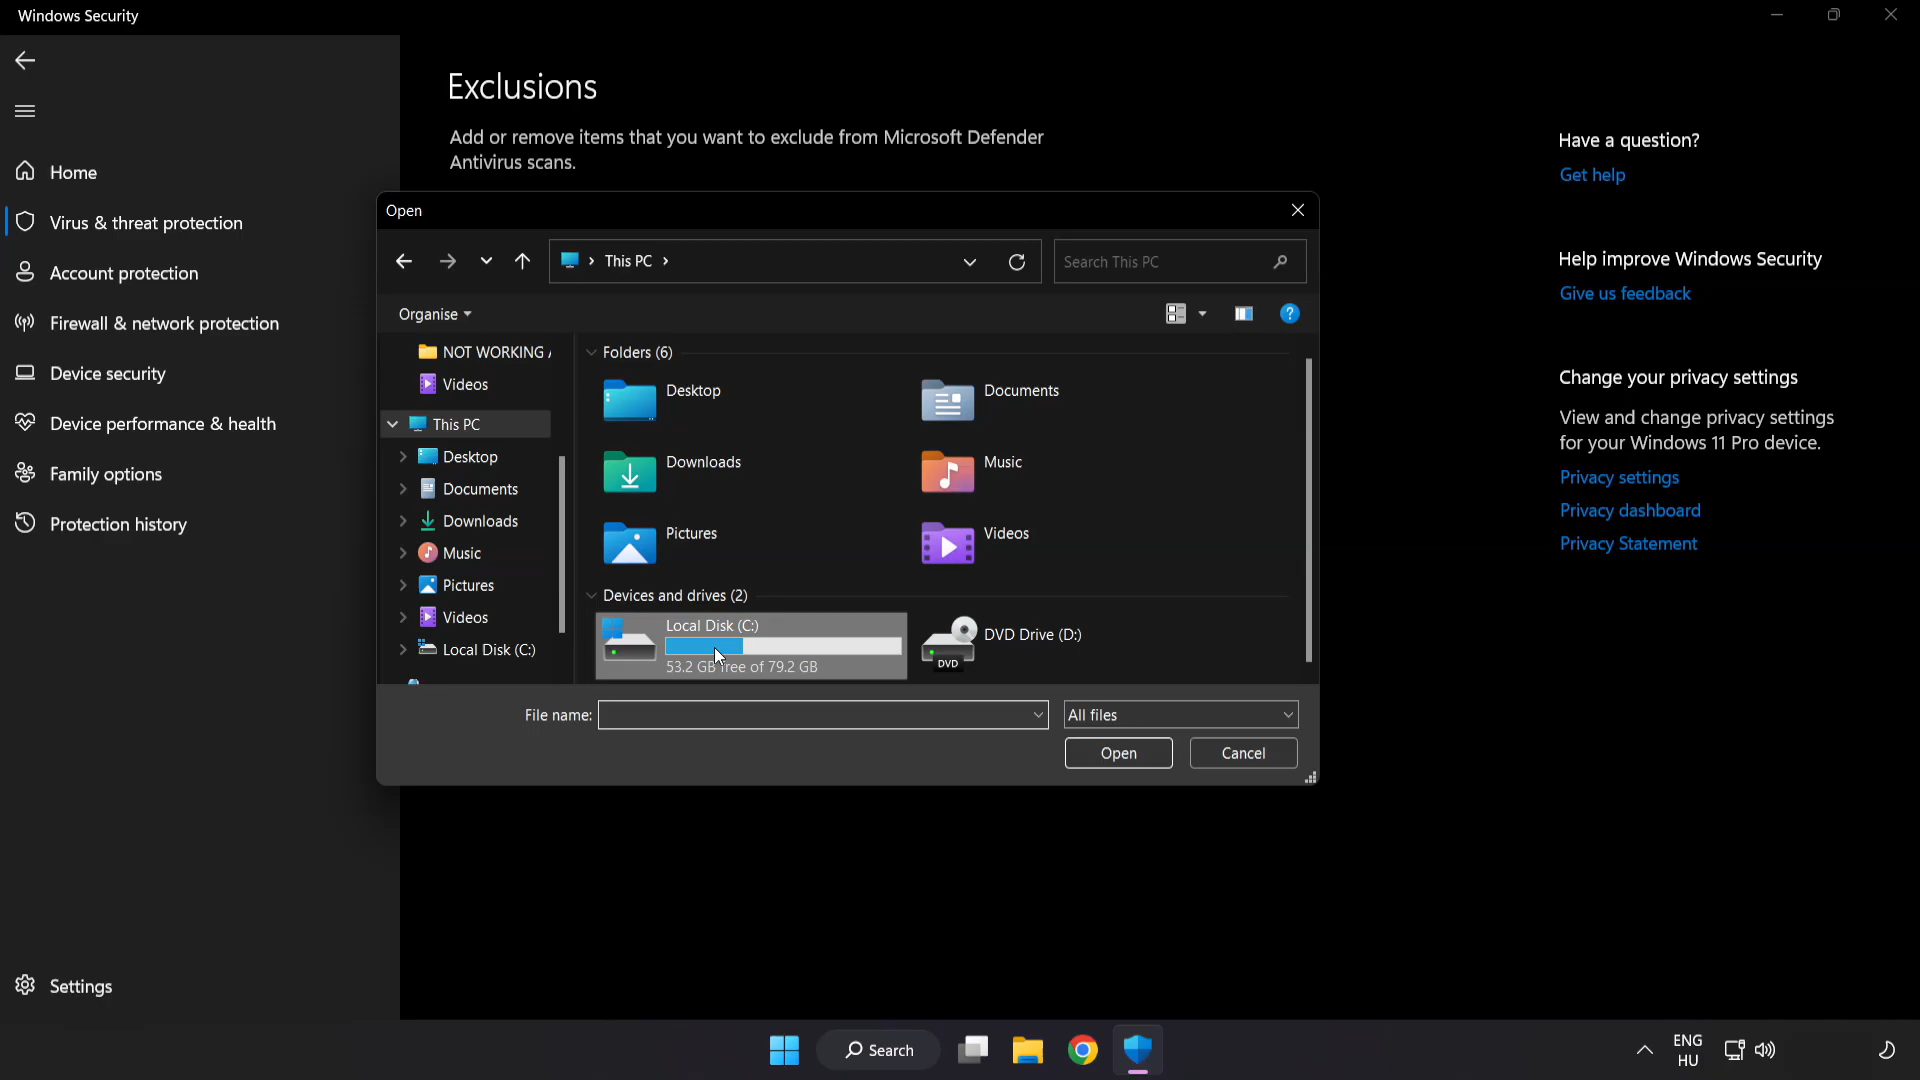 Windows Security
Home
Virus & threat protection
Account protection
Firewall & network protection
Device security
Device performance & health
Family options
Protection history
Settings
Exclusions
Add or remove items that you want to exclude from Microsoft Defender
Antivirus scans.
Open
This PC
Search This PC
Organise
NOT WORKING
Videos
This PC
Desktop
Documents
Downloads
Music
Pictures
Videos
Local Disk (C:)
Folders (6)
Desktop
Documents
Downloads
Music
Pictures
Videos
Devices and drives (2)
Local Disk (C:)
53.2 GB free of 79.2 GB
DVD
DVD Drive (D:)
File name:
All files
Open
Cancel
Have a question?
Get help
Help improve Windows Security
Give us feedback
Change your privacy settings
View and change privacy settings
for your Windows 11 Pro device.
Privacy settings
Privacy dashboard
Privacy Statement
Search
ENG
HU